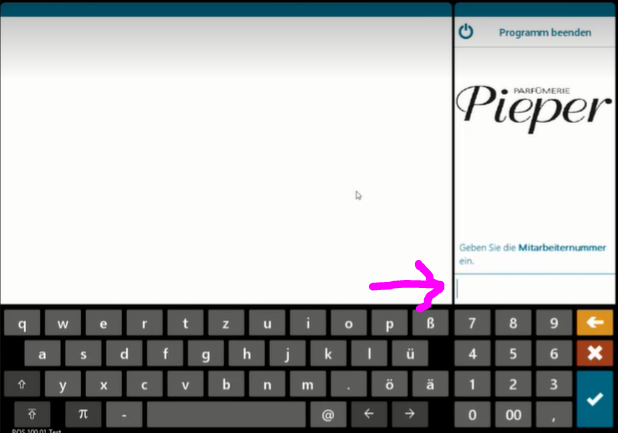 Programm beenden
PARFÜMERIE
Pieper
Geben Sie die Mitarbeiternummer
ein.
q w e r t z u i o p ß 7 8 9
a s d f g h j k l ü 4 5 6
y x c v b n m . ö ä 1 2 3
π - @ 0 00 ,
POS 100.01 Test